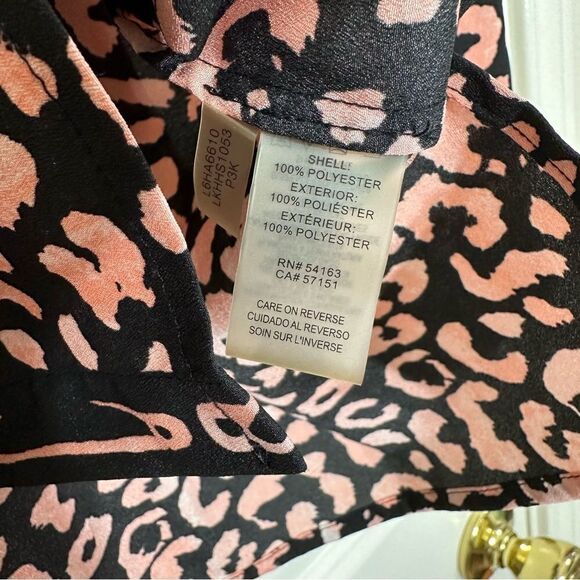 L6HA6610
LKHHS1053
P3K
SHELL:
100% POLYESTER
EXTERIOR:
100% POLIÉSTER
EXTÉRIEUR:
100% POLYESTER
RN# 54163
CA# 57151
CARE ON REVERSE
CUIDADO AL REVERSO
SOIN SUR L'INVERSE